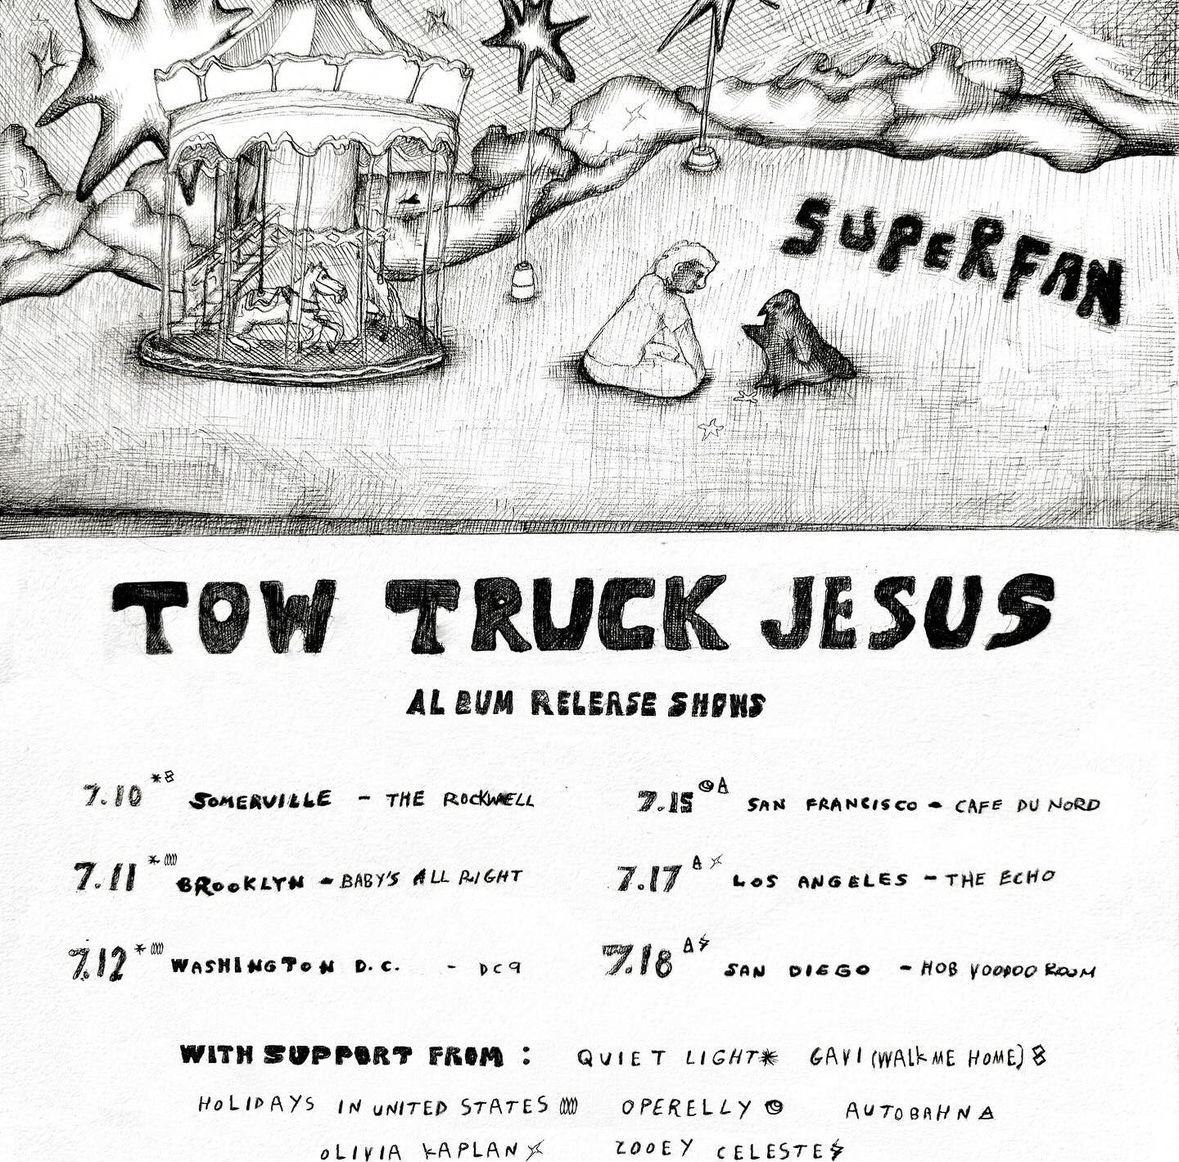 SUPERFAN
TOW TRUCK JESUS
ALBUM RELEASE SHOWS
7.10 SOMERVILLE - THE ROCKWELL
7.15 SAN FRANCISCO - CAFE DU NORD
7.11 BROOKLYN - BABY'S ALL RIGHT
7.17 LOS ANGELES - THE ECHO
7.12 WASHINGTON D.C. - DC9
7.18 SAN DIEGO - HOB VOODOO ROOM
WITH SUPPORT FROM: QUIET LIGHT* GAVI (WALK ME HOME)
HOLIDAYS IN UNITED STATES OPERELLY AUTOBAHN
OLIVIA KAPLAN ZOOEY CELESTE